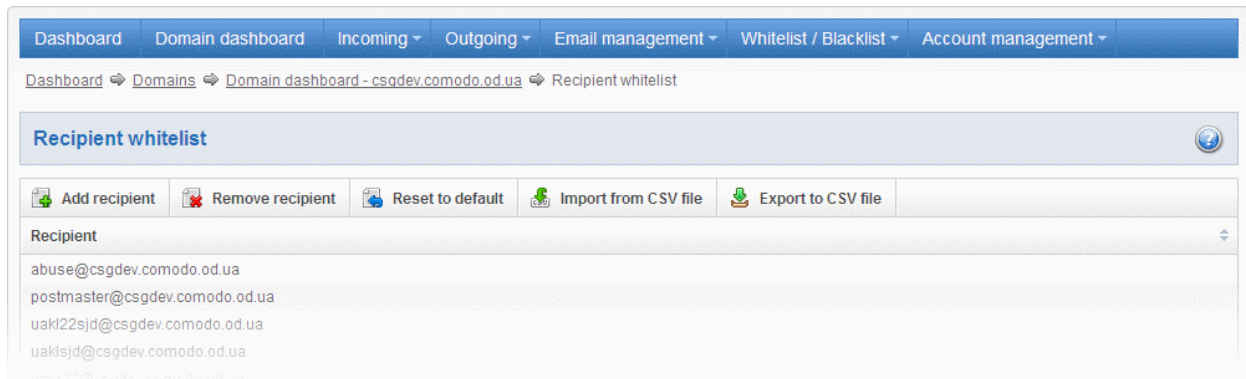 Dashboard Domain dashboard Incoming Outgoing Email management Whitelist / Blacklist Account management
Dashboard Domains Domain dashboard - csgdev.comodo.od.ua Recipient whitelist
Recipient whitelist
Add recipient Remove recipient Reset to default Import from CSV file Export to CSV file
Recipient
abuse@csgdev.comodo.od.ua
postmaster@csgdev.comodo.od.ua
uakl22sjd@csgdev.comodo.od.ua
uaklsjd@csgdev.comodo.od.ua